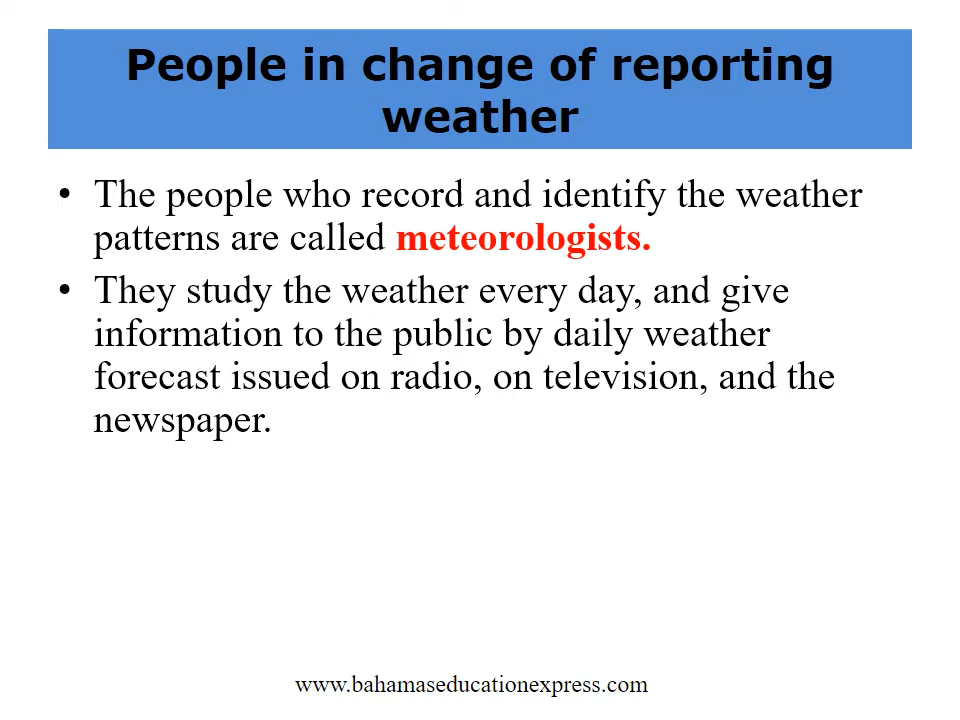 People in change of reporting
weather
• The people who record and identify the weather
patterns are called meteorologists.
• They study the weather every day, and give
information to the public by daily weather
forecast issued on radio, on television, and the
newspaper.
www.bahamaseducationexpress.com